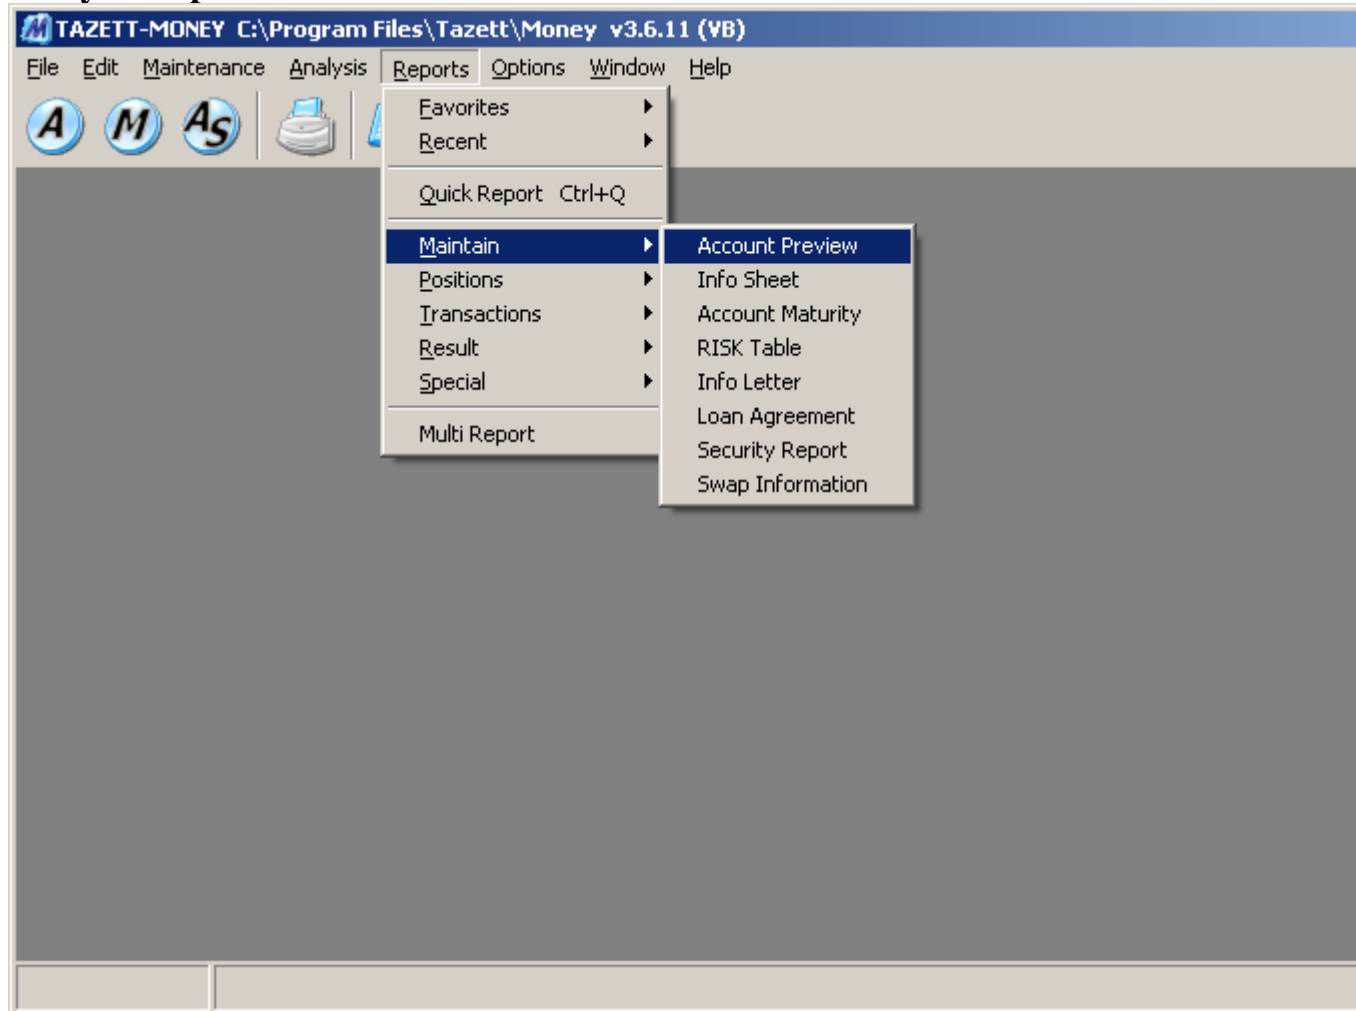 TAZETT-MONEY C:\Program Files\Tazett\Money v3.6.11 (VB)
File Edit Maintenance Analysis Reports Options Window Help
A M As
Favorites
Recent
Quick Report Ctrl+Q
Maintain
Positions
Transactions
Result
Special
Multi Report
Account Preview
Info Sheet
Account Maturity
RISK Table
Info Letter
Loan Agreement
Security Report
Swap Information